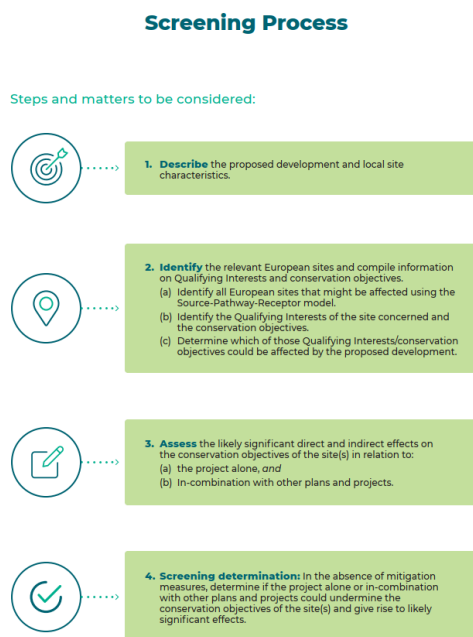 Screening Process
Steps and matters to be considered:
1. Describe the proposed development and local site
characteristics.
2. Identify the relevant European sites and compile information
on Qualifying Interests and conservation objectives.
(a) Identify all European sites that might be affected using the
Source-Pathway-Receptor model.
(b) Identify the Qualifying Interests of the site concerned and
the conservation objectives.
(c) Determine which of those Qualifying Interests/conservation
objectives could be affected by the proposed development.
3. Assess the likely significant direct and indirect effects on
the conservation objectives of the site(s) in relation to:
(a) the project alone, and
(b) In-combination with other plans and projects.
4. Screening determination: In the absence of mitigation
measures, determine if the project alone or in-combination
with other plans and projects could undermine the
conservation objectives of the site(s) and give rise to likely
significant effects.